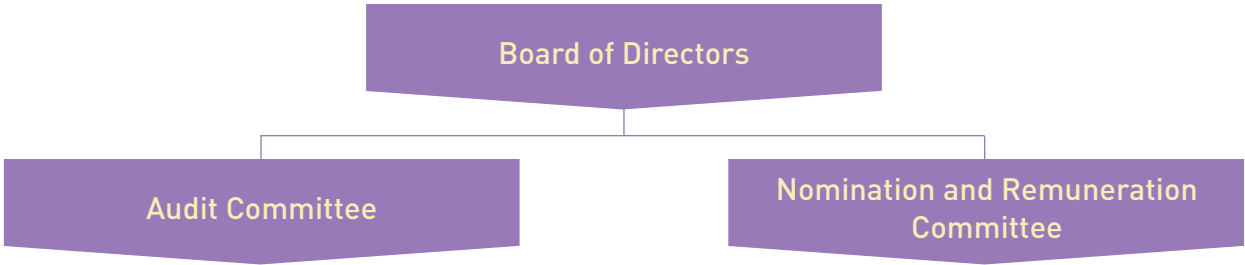 Board of Directors
Audit Committee
Nomination and Remuneration
Committee